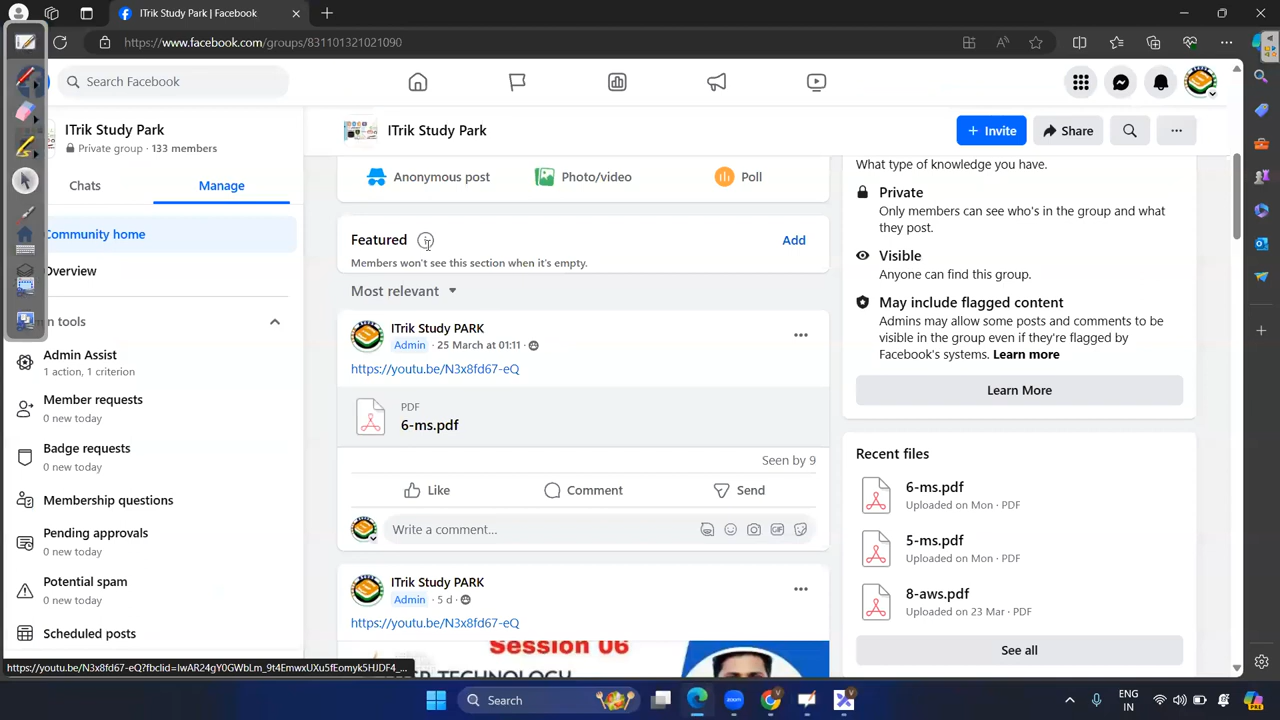 ITrik Study Park | Facebook
https://www.facebook.com/groups/831101321021090
Search Facebook
ITrik Study Park
Private group · 133 members
Chats
Manage
Community home
Overview
Admin Assist
1 action, 1 criterion
Member requests
0 new today
Badge requests
0 new today
Membership questions
Pending approvals
0 new today
Potential spam
0 new today
Scheduled posts
https://youtu.be/N3x8fd67-eQ?fbclid=
ITrik Study Park
+ Invite
Share
Anonymous post
Photo/video
Poll
Featured
Add
Members won't see this section when it's empty.
Most relevant
ITrik Study PARK
Admin · 25 March at 01:11 ·
https://youtu.be/N3x8fd67-eQ
PDF
6-ms.pdf
Seen by 9
Like
Comment
Send
Write a comment...
GIF
ITrik Study PARK
Admin · 5 d ·
https://youtu.be/N3x8fd67-eQ
Session 06
What type of knowledge you have.
Private
Only members can see who's in the group and what
they post.
Visible
Anyone can find this group.
May include flagged content
Admins may allow some posts and comments to be
visible in the group even if they're flagged by
Facebook's systems. Learn more
Learn More
Recent files
6-ms.pdf
Uploaded on Mon · PDF
5-ms.pdf
Uploaded on Mon · PDF
8-aws.pdf
Uploaded on 23 Mar · PDF
See all
Search
zoom
ENG
IN